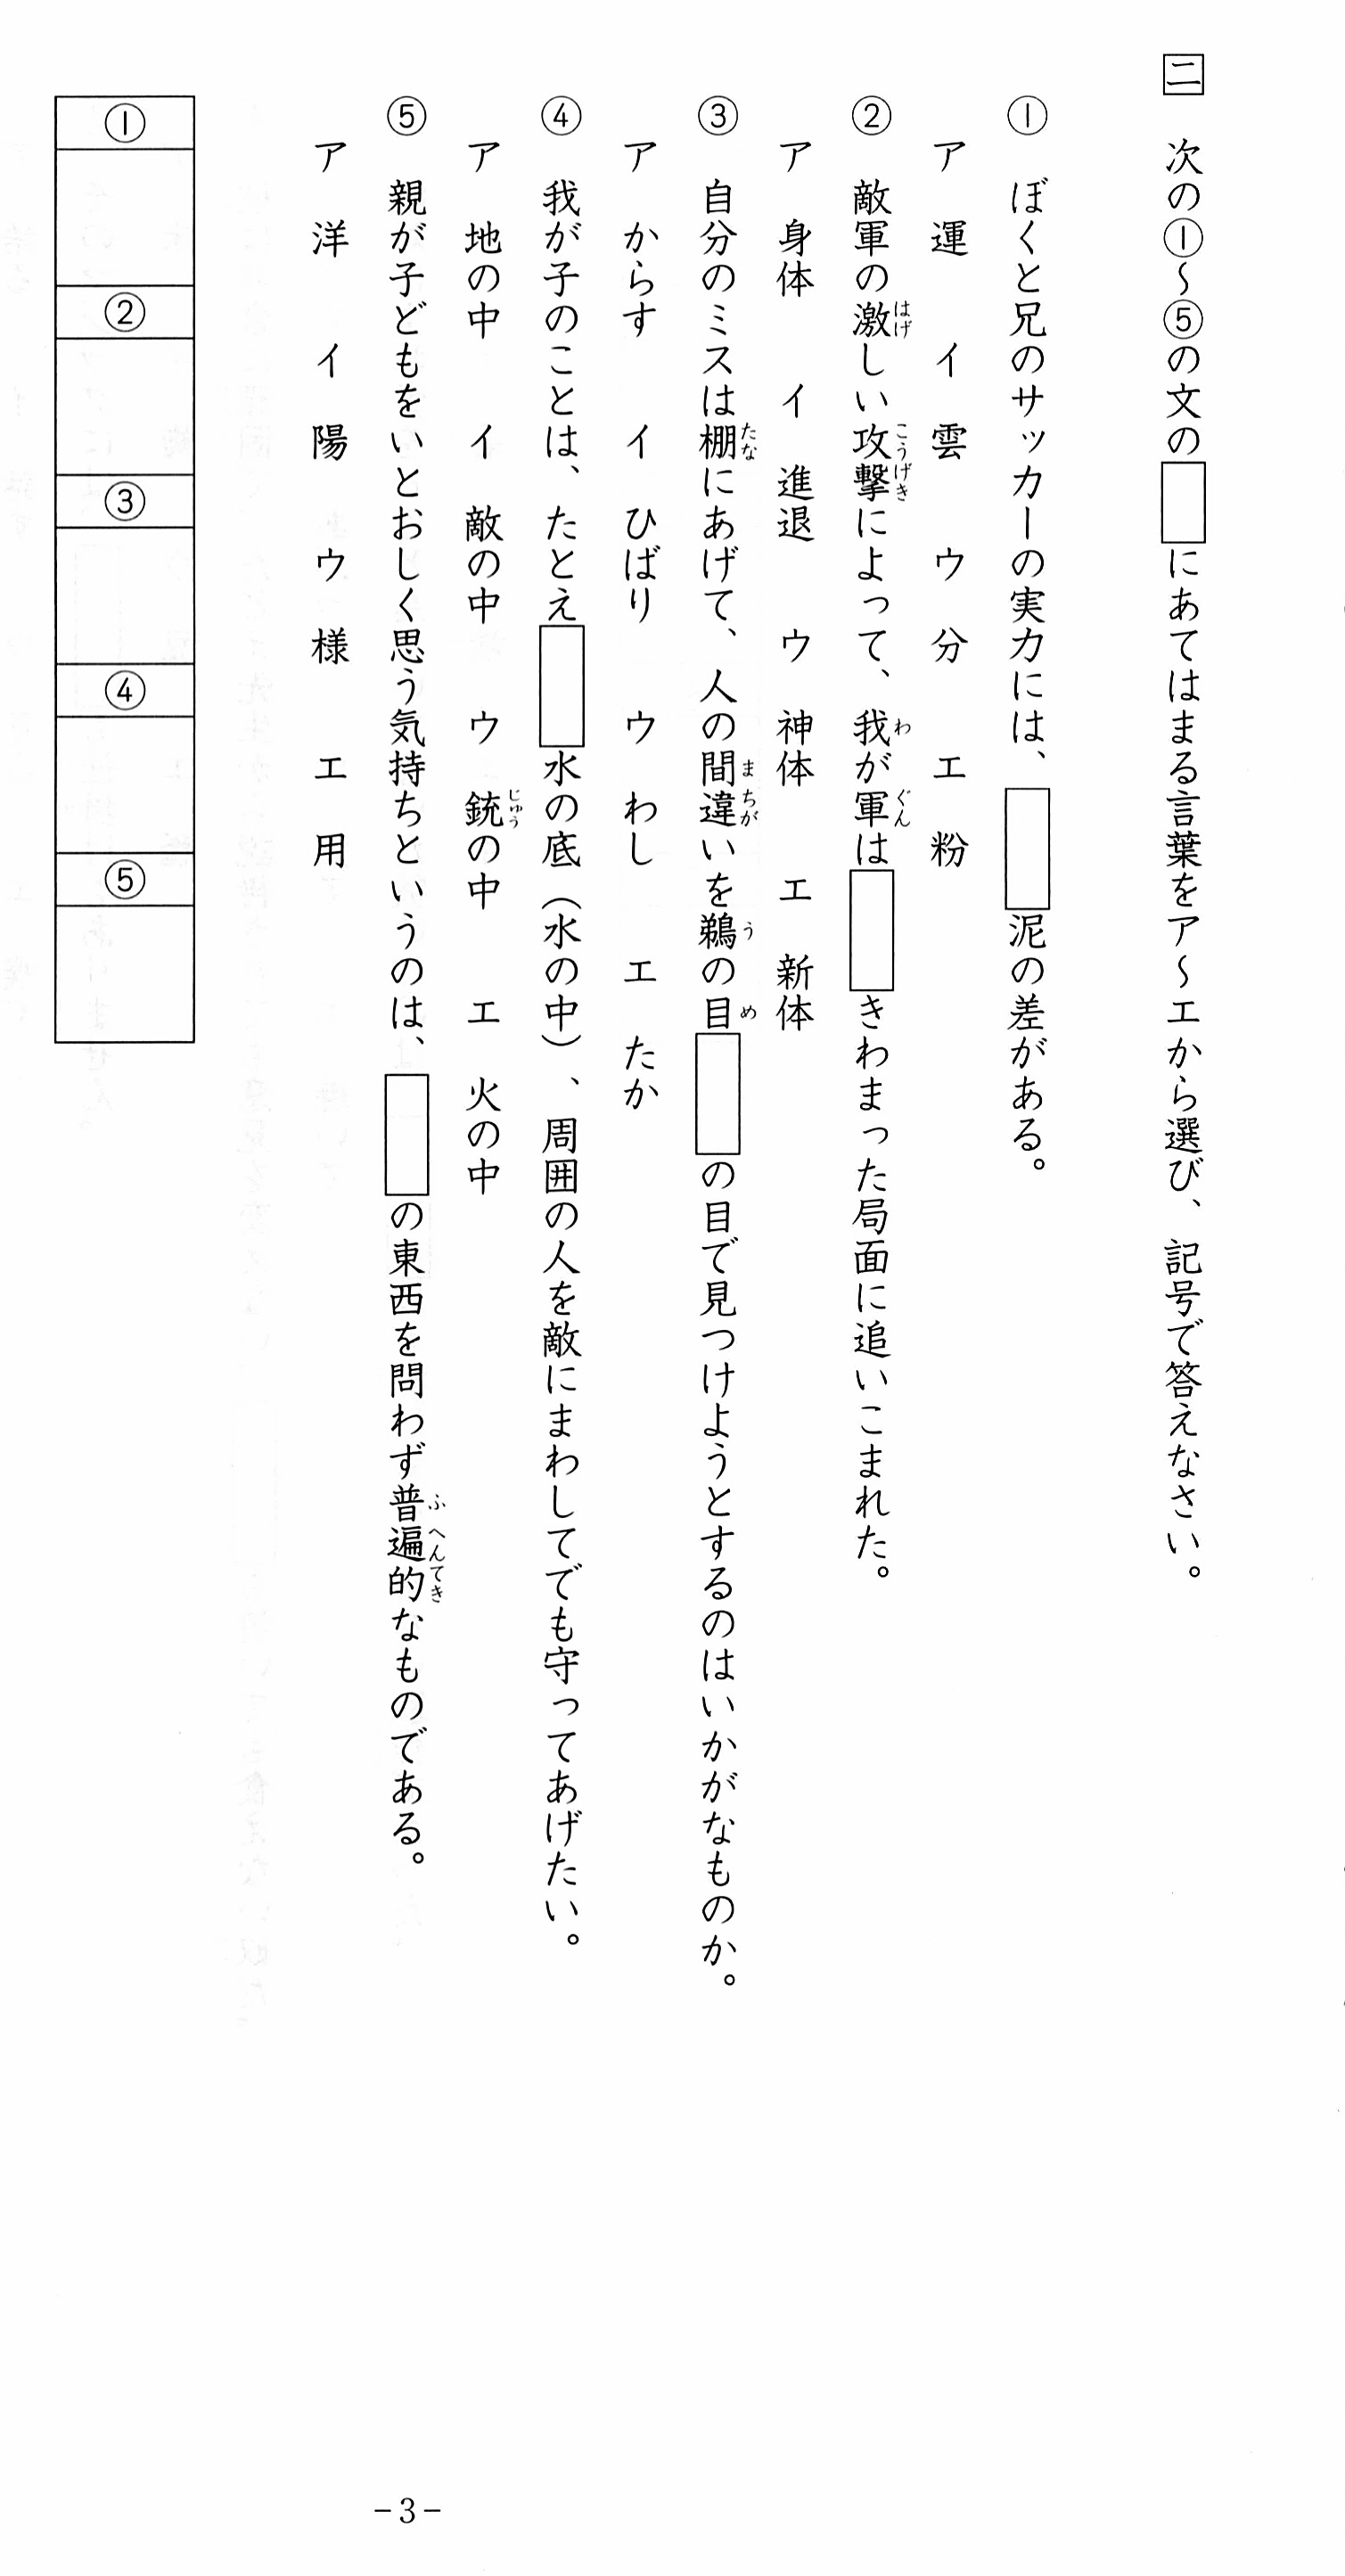 二 次の①～⑤の文の□にあてはまる言葉をア～エから選び、記号で答えなさい。
① ぼくと兄のサッカーの実力には、□泥の差がある。
ア 運 イ 雲 ウ 分 エ 粉
② 敵軍の激しい攻撃によって、我が軍は□きわまった局面に追いこまれた。
ア 身体 イ 進退 ウ 神体 エ 新体
③ 自分のミスは棚にあげて、人の間違いを鵜の目□の目で見つけようとするのはいかがなものか。
ア からす イ ひばり ウ わし エ たか
④ 我が子のことは、たとえ□水の底（水の中）、周囲の人を敵にまわしてでも守ってあげたい。
ア 地の中 イ 敵の中 ウ 銃の中 エ 火の中
⑤ 親が子どもをいとおしく思う気持ちというのは、□の東西を問わず普遍的なものである。
ア 洋 イ 陽 ウ 様 エ 用
①
②
③
④
⑤
-3-